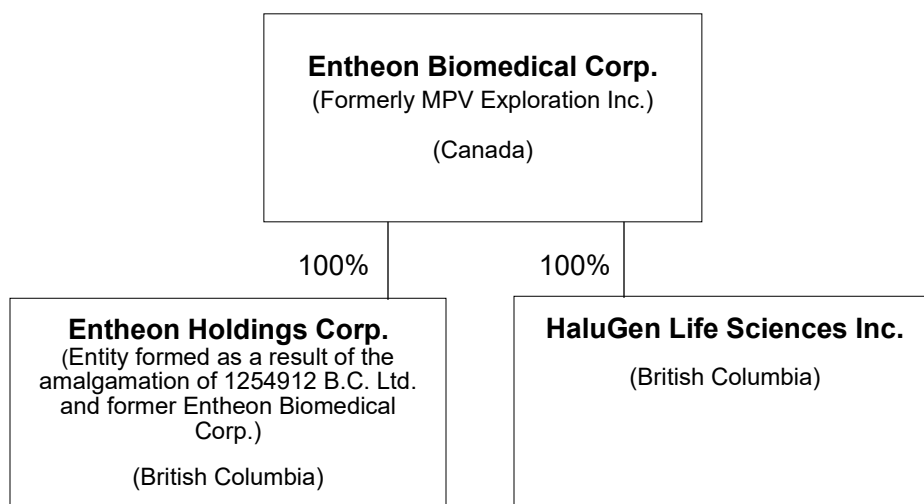 Entheon Biomedical Corp.
(Formerly MPV Exploration Inc.)
(Canada)
100%
100%
Entheon Holdings Corp.
(Entity formed as a result of the
amalgamation of 1254912 B.C. Ltd.
and former Entheon Biomedical
Corp.)
(British Columbia)
HaluGen Life Sciences Inc.
(British Columbia)